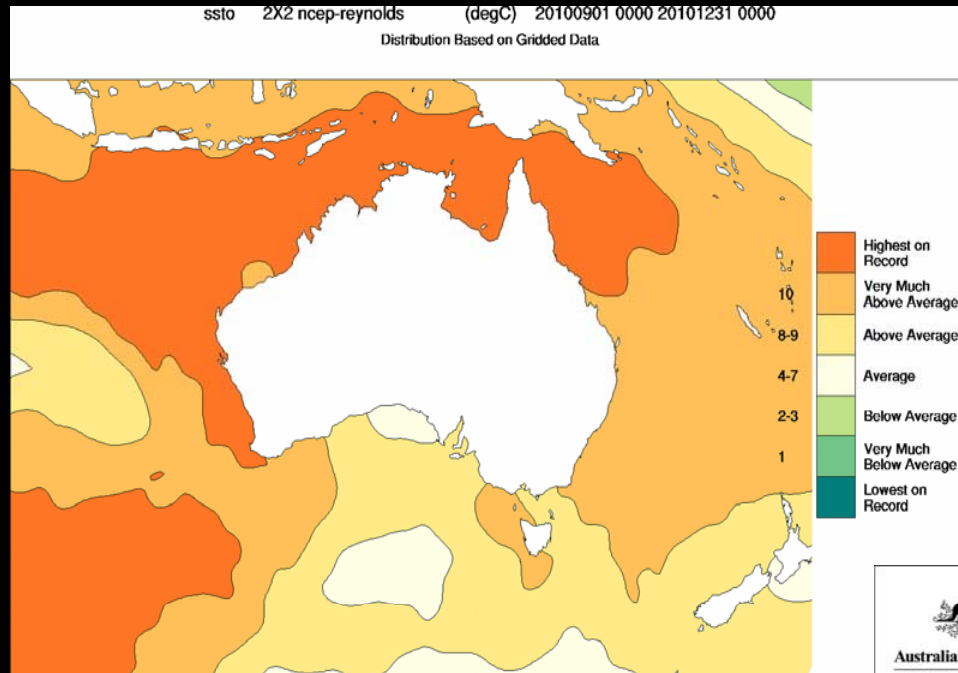 ssto 2X2 ncep-reynolds (degC) 20100901 0000 20101231 0000
Distribution Based on Gridded Data
Highest on
Record
10
Very Much
Above Average
8-9
Above Average
4-7
Average
2-3
Below Average
1
Very Much
Below Average
Lowest on
Record
Australia